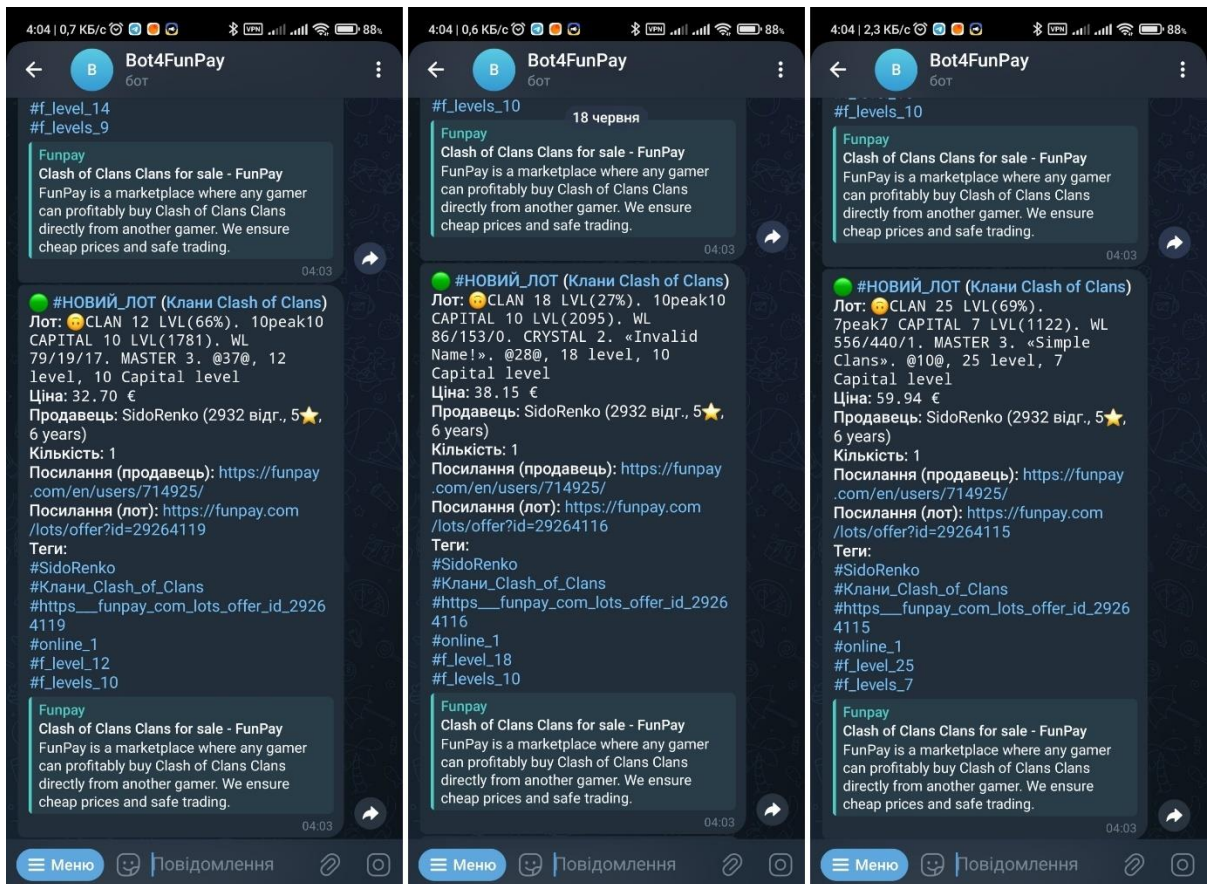 4:04 | 0,7 КБ/с
VPN
88%
B
Bot4FunPay
бот
#f_level_14
#f_levels_9
Funpay
Clash of Clans Clans for sale - FunPay
FunPay is a marketplace where any gamer
can profitably buy Clash of Clans Clans
directly from another gamer. We ensure
cheap prices and safe trading.
04:03
#НОВИЙ_ЛОТ (Клани Clash of Clans)
Лот: 🙃CLAN 12 LVL(66%). 10peak10
CAPITAL 10 LVL(1781). WL
79/19/17. MASTER 3. @37@, 12
level, 10 Capital level
Ціна: 32.70 €
Продавець: SidoRenko (2932 відг., 5⭐,
6 years)
Кількість: 1
Посилання (продавець): https://funpay
.com/en/users/714925/
Посилання (лот): https://funpay.com
/lots/offer?id=29264119
Теги:
#SidoRenko
#Клани_Clash_of_Clans
#https___funpay_com_lots_offer_id_2926
4119
#online_1
#f_level_12
#f_levels_10
Funpay
Clash of Clans Clans for sale - FunPay
FunPay is a marketplace where any gamer
can profitably buy Clash of Clans Clans
directly from another gamer. We ensure
cheap prices and safe trading.
04:03
Меню
Повідомлення
4:04 | 0,6 КБ/с
VPN
88%
B
Bot4FunPay
бот
#f_levels_10
18 червня
Funpay
Clash of Clans Clans for sale - FunPay
FunPay is a marketplace where any gamer
can profitably buy Clash of Clans Clans
directly from another gamer. We ensure
cheap prices and safe trading.
04:03
#НОВИЙ_ЛОТ (Клани Clash of Clans)
Лот: 🙃CLAN 18 LVL(27%). 10peak10
CAPITAL 10 LVL(2095). WL
86/153/0. CRYSTAL 2. «Invalid
Name!». @28@, 18 level, 10
Capital level
Ціна: 38.15 €
Продавець: SidoRenko (2932 відг., 5⭐,
6 years)
Кількість: 1
Посилання (продавець): https://funpay
.com/en/users/714925/
Посилання (лот): https://funpay.com
/lots/offer?id=29264116
Теги:
#SidoRenko
#Клани_Clash_of_Clans
#https___funpay_com_lots_offer_id_2926
4116
#online_1
#f_level_18
#f_levels_10
Funpay
Clash of Clans Clans for sale - FunPay
FunPay is a marketplace where any gamer
can profitably buy Clash of Clans Clans
directly from another gamer. We ensure
cheap prices and safe trading.
04:03
Меню
Повідомлення
4:04 | 2,3 КБ/с
VPN
88%
B
Bot4FunPay
бот
#f_levels_10
Funpay
Clash of Clans Clans for sale - FunPay
FunPay is a marketplace where any gamer
can profitably buy Clash of Clans Clans
directly from another gamer. We ensure
cheap prices and safe trading.
04:03
#НОВИЙ_ЛОТ (Клани Clash of Clans)
Лот: 🙃CLAN 25 LVL(69%).
7peak7 CAPITAL 7 LVL(1122). WL
556/440/1. MASTER 3. «Simple
Clans». @10@, 25 level, 7
Capital level
Ціна: 59.94 €
Продавець: SidoRenko (2932 відг., 5⭐,
6 years)
Кількість: 1
Посилання (продавець): https://funpay
.com/en/users/714925/
Посилання (лот): https://funpay.com
/lots/offer?id=29264115
Теги:
#SidoRenko
#Клани_Clash_of_Clans
#https___funpay_com_lots_offer_id_2926
4115
#online_1
#f_level_25
#f_levels_7
Funpay
Clash of Clans Clans for sale - FunPay
FunPay is a marketplace where any gamer
can profitably buy Clash of Clans Clans
directly from another gamer. We ensure
cheap prices and safe trading.
04:03
Меню
Повідомлення